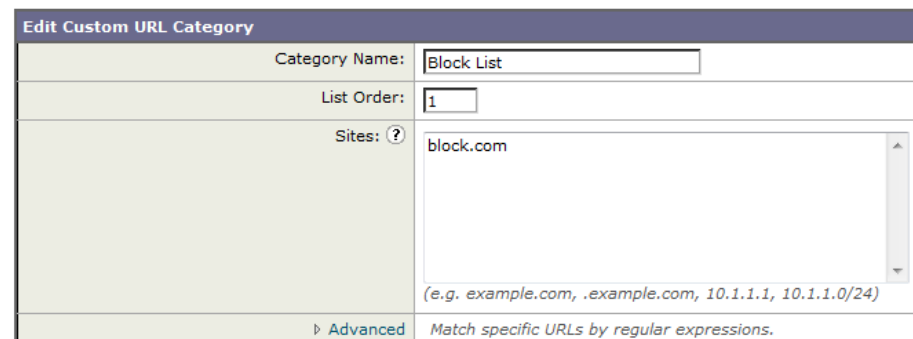 Edit Custom URL Category
Category Name: Block List
List Order: 1
Sites: ? block.com
(e.g. example.com, .example.com, 10.1.1.1, 10.1.1.0/24)
Advanced Match specific URLs by regular expressions.